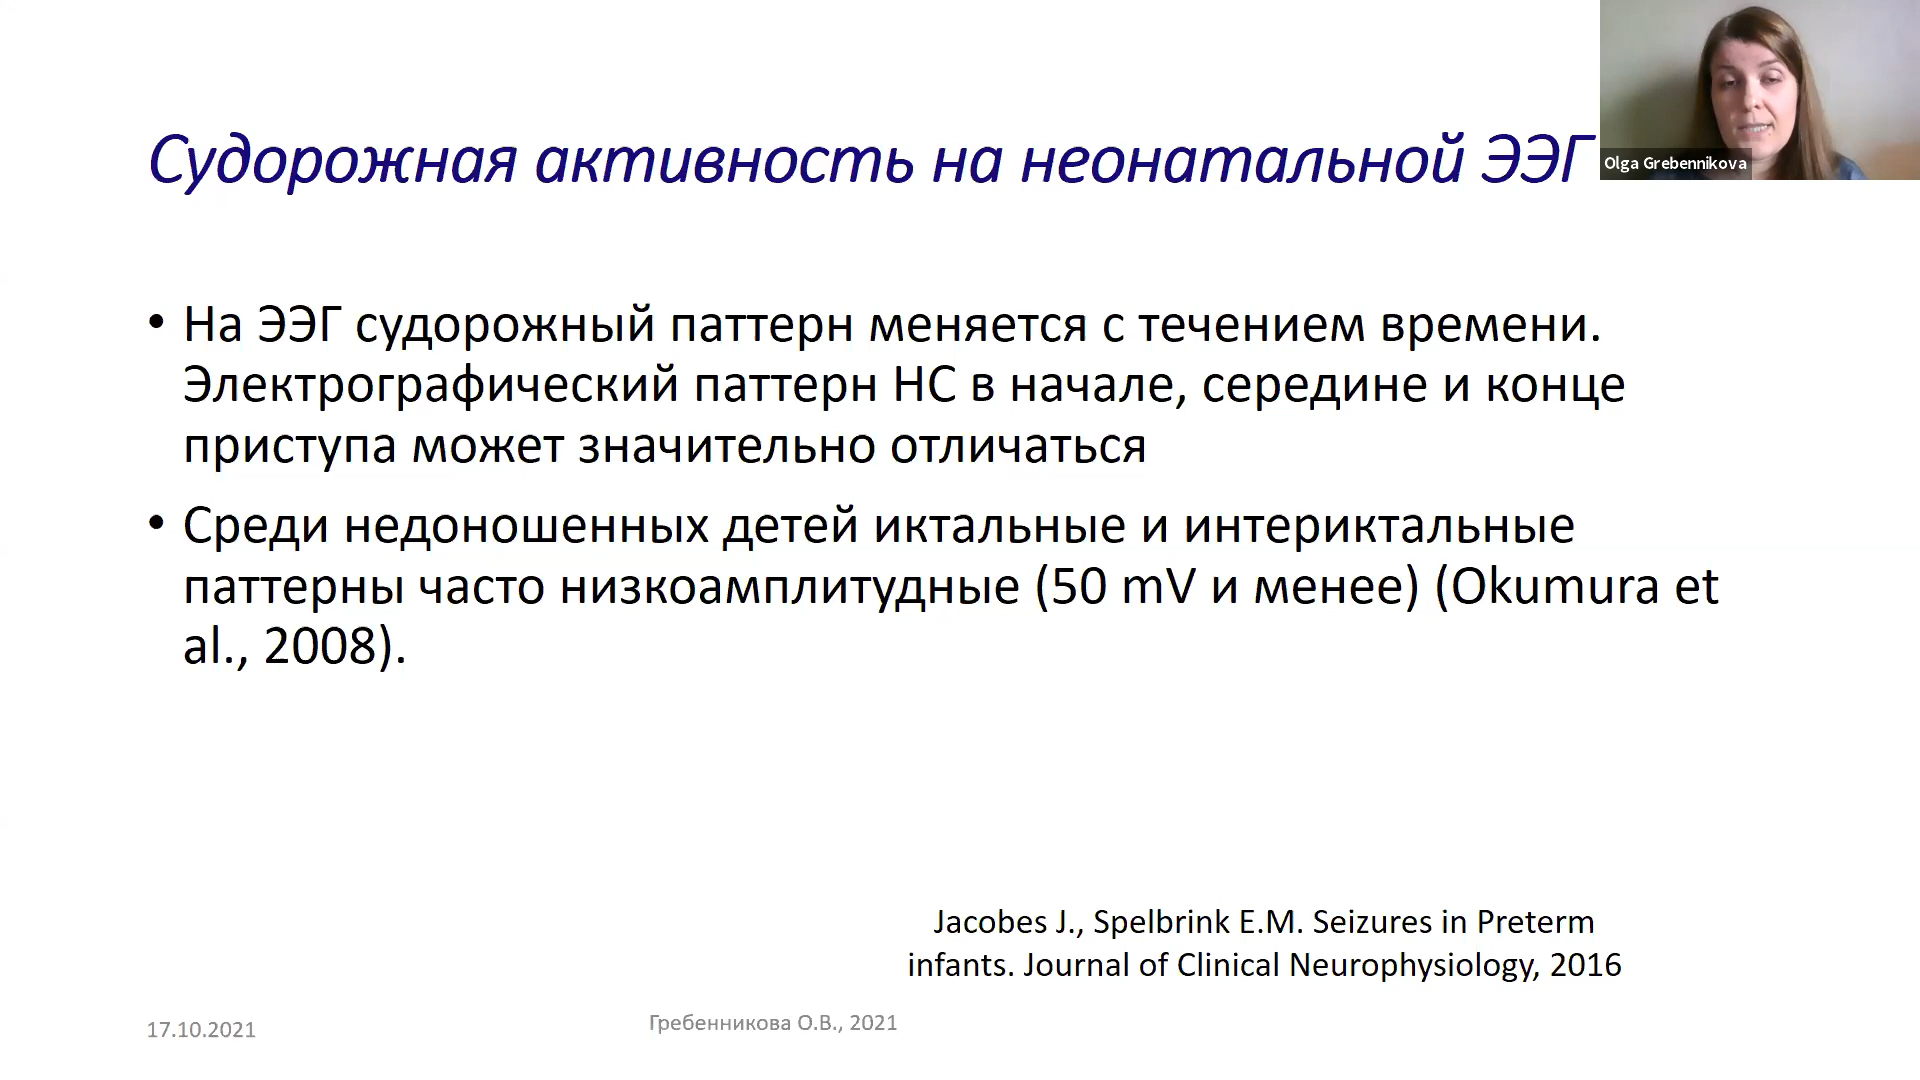 Судорожная активность на неонатальной ЭЭГ
Olga Grebennikova
• На ЭЭГ судорожный паттерн меняется с течением времени.
Электрографический паттерн НС в начале, середине и конце
приступа может значительно отличаться
• Среди недоношенных детей иктальные и интериктальные
паттерны часто низкоамплитудные (50 mV и менее) (Okumura et
al., 2008).
Jacobes J., Spelbrink E.M. Seizures in Preterm
infants. Journal of Clinical Neurophysiology, 2016
17.10.2021
Гребенникова О.В., 2021